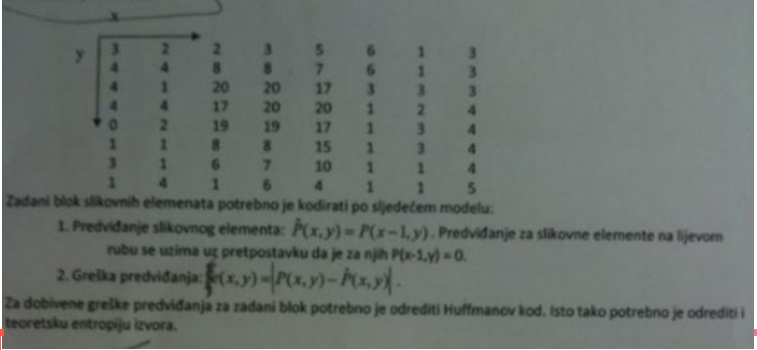 x
y
3 2 2 3 5 6 1 3
4 4 8 8 7 6 1 3
4 1 20 20 17 3 3 3
4 4 17 20 20 1 2 4
0 2 19 19 17 1 3 4
1 1 8 8 15 1 3 4
3 1 6 7 10 1 1 4
1 4 1 6 4 1 1 5
Zadani blok slikovnih elemenata potrebno je kodirati po sljedećem modelu:
1. Predviđanje slikovnog elementa: P̂(x,y) = P(x−1,y). Predviđanje za slikovne elemente na lijevom
rubu se uzima uz pretpostavku da je za njih P(x-1,y) = 0.
2. Greška predviđanja: e(x,y)=|P(x,y)−P̂(x,y)|.
Za dobivene greške predviđanja za zadani blok potrebno je odrediti Huffmanov kod. Isto tako potrebno je odrediti i
teoretsku entropiju izvora.